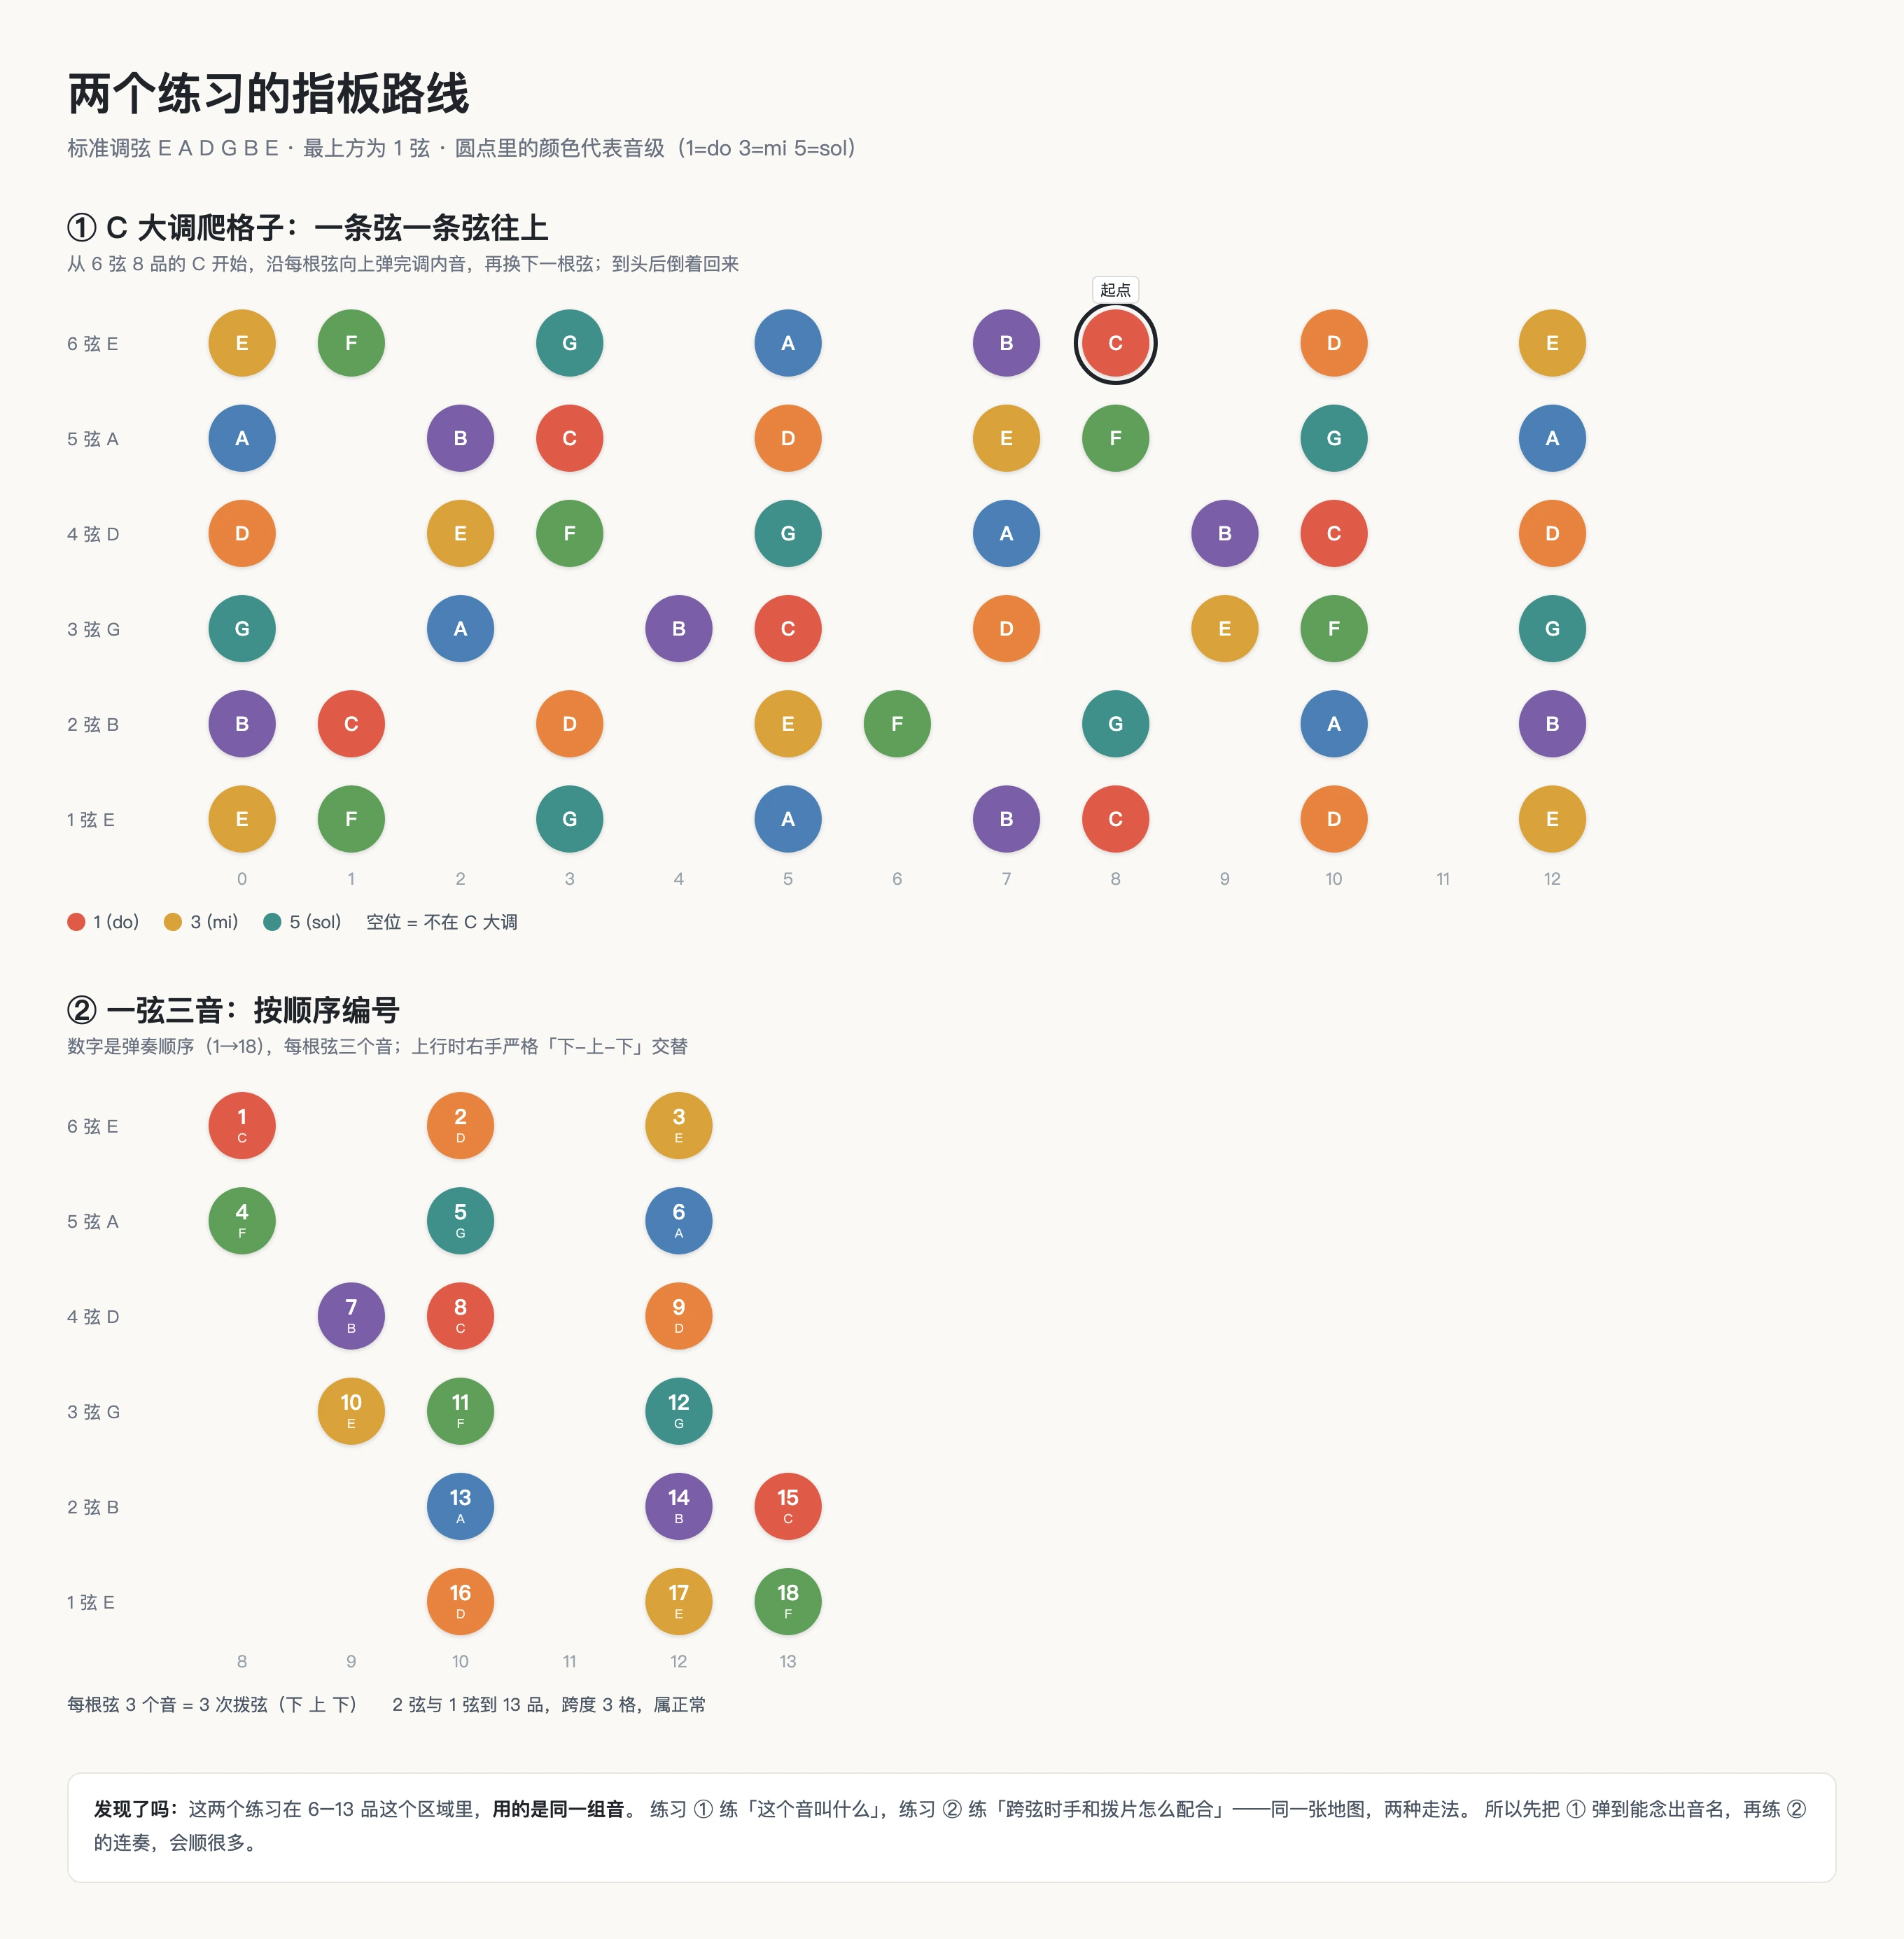 两个练习的指板路线
标准调弦 E A D G B E · 最上方为 1 弦 · 圆点里的颜色代表音级（1=do 3=mi 5=sol）
① C 大调爬格子：一条弦一条弦往上
从 6 弦 8 品的 C 开始，沿每根弦向上弹完调内音，再换下一根弦；到头后倒着回来
起点
6 弦 E E F G A B C D E
5 弦 A A B C D E F G A
4 弦 D D E F G A B C D
3 弦 G G A B C D E F G
2 弦 B B C D E F G A B
1 弦 E E F G A B C D E
0 1 2 3 4 5 6 7 8 9 10 11 12
1 (do) 3 (mi) 5 (sol) 空位 = 不在 C 大调
② 一弦三音：按顺序编号
数字是弹奏顺序（1→18），每根弦三个音；上行时右手严格「下–上–下」交替
6 弦 E 1 C 2 D 3 E
5 弦 A 4 F 5 G 6 A
4 弦 D 7 B 8 C 9 D
3 弦 G 10 E 11 F 12 G
2 弦 B 13 A 14 B 15 C
1 弦 E 16 D 17 E 18 F
8 9 10 11 12 13
每根弦 3 个音 = 3 次拨弦（下 上 下） 2 弦与 1 弦到 13 品，跨度 3 格，属正常
发现了吗：这两个练习在 6–13 品这个区域里，用的是同一组音。 练习 ① 练「这个音叫什么」，练习 ② 练「跨弦时手和拨片怎么配合」——同一张地图，两种走法。 所以先把 ① 弹到能念出音名，再练 ②
的连奏，会顺很多。